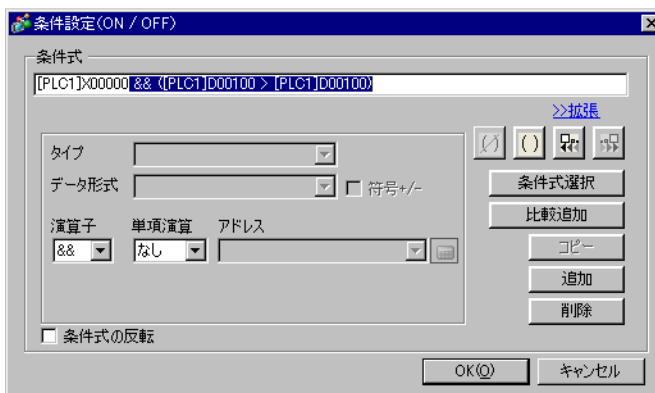 条件設定(ON / OFF)
条件式
[PLC1]X00000 && ([PLC1]D00100 > [PLC1]D00100)
>>拡張
タイプ
データ形式
符号+/-
条件式選択
演算子
単項演算
アドレス
比較追加
&&
なし
コピー
追加
削除
条件式の反転
OK(O)
キャンセル